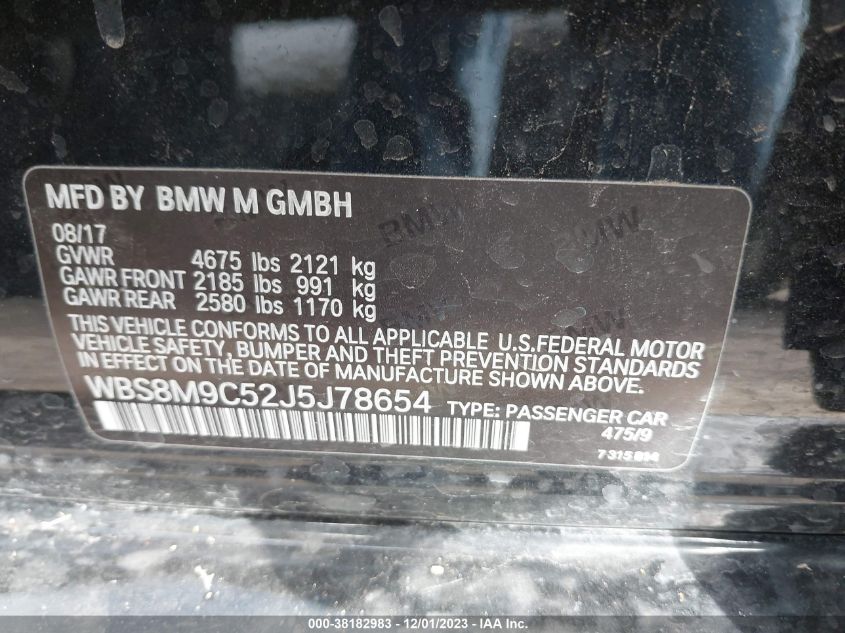 MFD BY BMW M GMBH
08/17
GVWR 4675 lbs 2121 kg
GAWR FRONT 2185 lbs 991 kg
GAWR REAR 2580 lbs 1170 kg
THIS VEHICLE CONFORMS TO ALL APPLICABLE U.S.FEDERAL MOTOR
VEHICLE SAFETY, BUMPER AND THEFT PREVENTION STANDARDS
IN EFFECT ON THE DATE OF MANUFACTURE SHOWN ABOVE.
WBS8M9C52J5J78654 TYPE: PASSENGER CAR
475/9
7 315 814
000-38182983 - 12/01/2023 - IAA Inc.